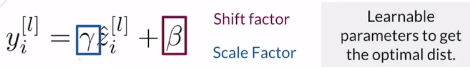 y_i^{[l]} = γẑ_i^{[l]} + β
Shift factor
Scale Factor
Learnable
parameters to get
the optimal dist.